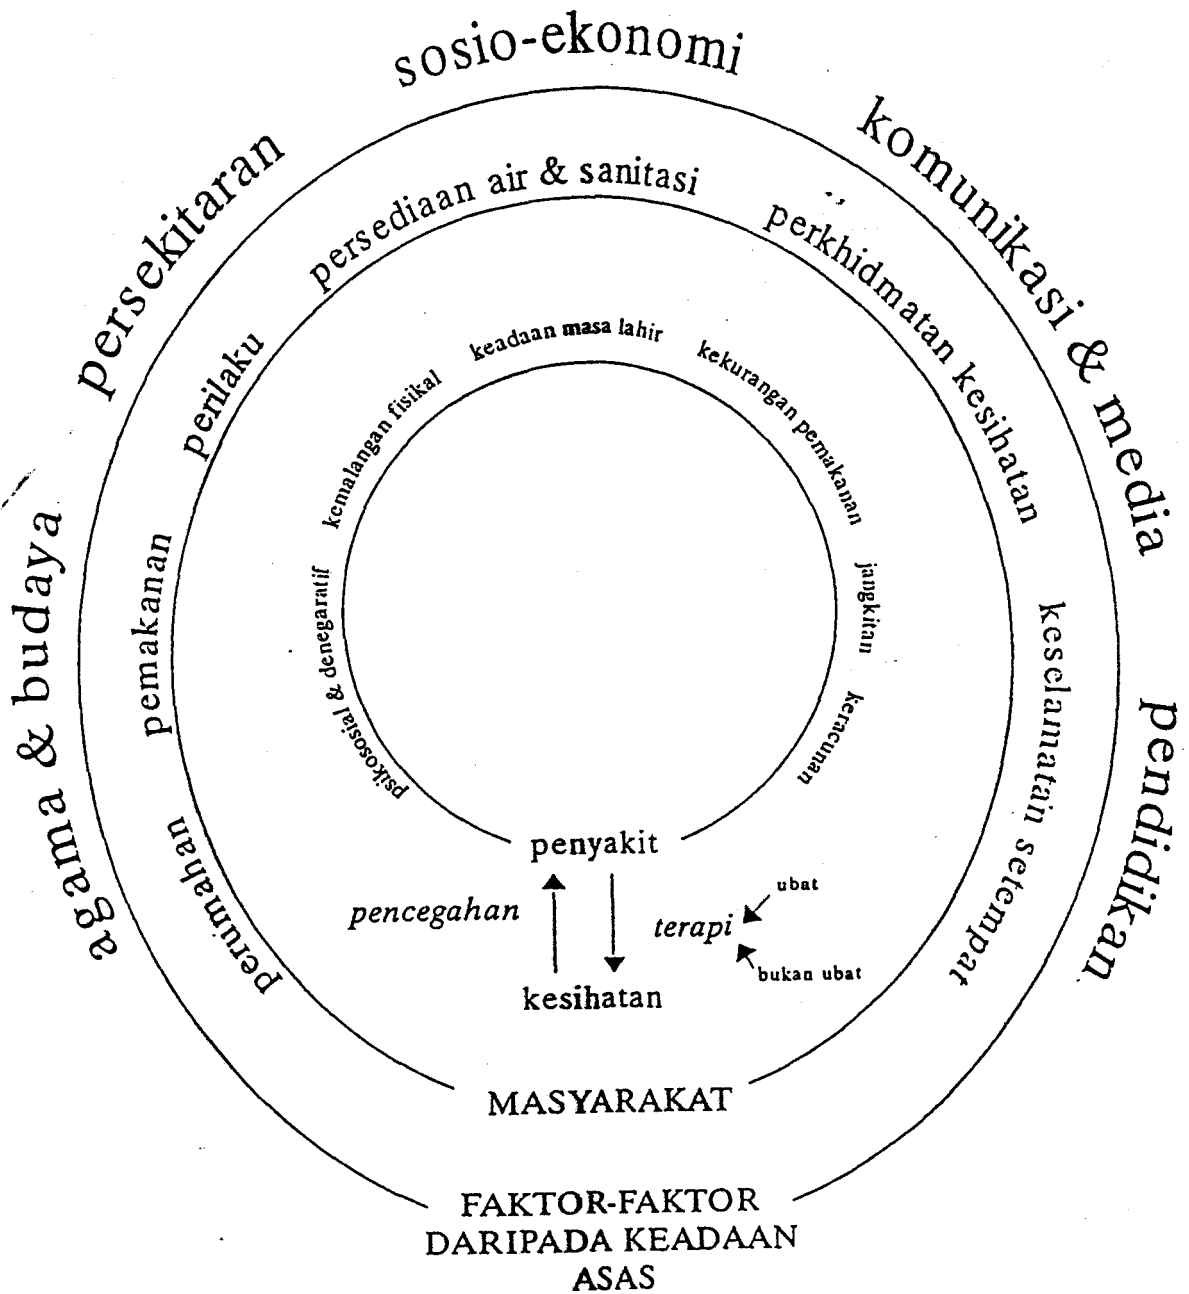 sosio-ekonomi
komunikasi & media
pendidikan
persekitaran
agama & budaya
persediaan air & sanitasi
perkhidmatan kesihatan
keselamatain setempat
perilaku
pemakanan
perumahan
keadaan masa lahir
kekurangan pemakanan
jangkitan
keracunan
kemalangan fisikal
psikososial & denegaratif
penyakit
pencegahan
terapi
ubat
bukan ubat
kesihatan
MASYARAKAT
FAKTOR-FAKTOR
DARIPADA KEADAAN
ASAS